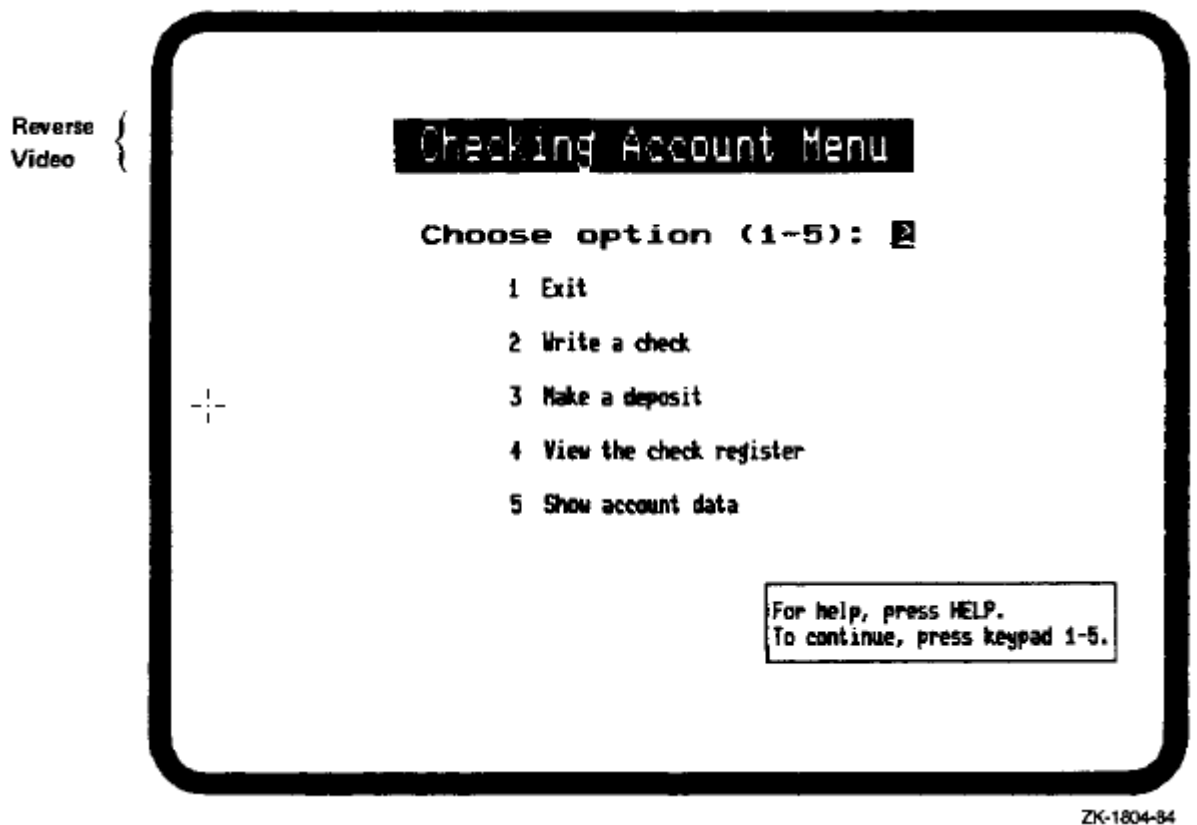 Reverse
Video
Checking Account Menu
Choose option (1-5):
1 Exit
2 Write a check
3 Make a deposit
4 View the check register
5 Show account data
For help, press HELP.
To continue, press keypad 1-5.
ZK-1804-84